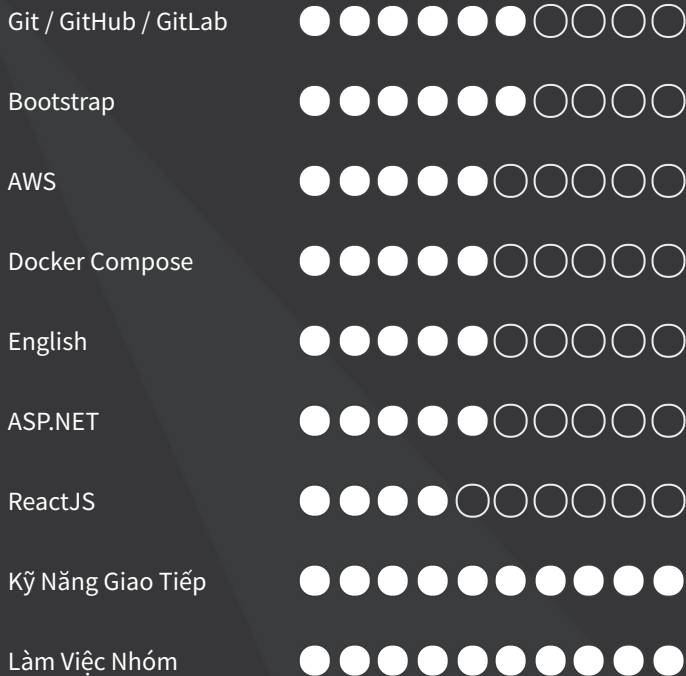 Git / GitHub / GitLab
Bootstrap
AWS
Docker Compose
English
ASP.NET
ReactJS
Kỹ Năng Giao Tiếp
Làm Việc Nhóm